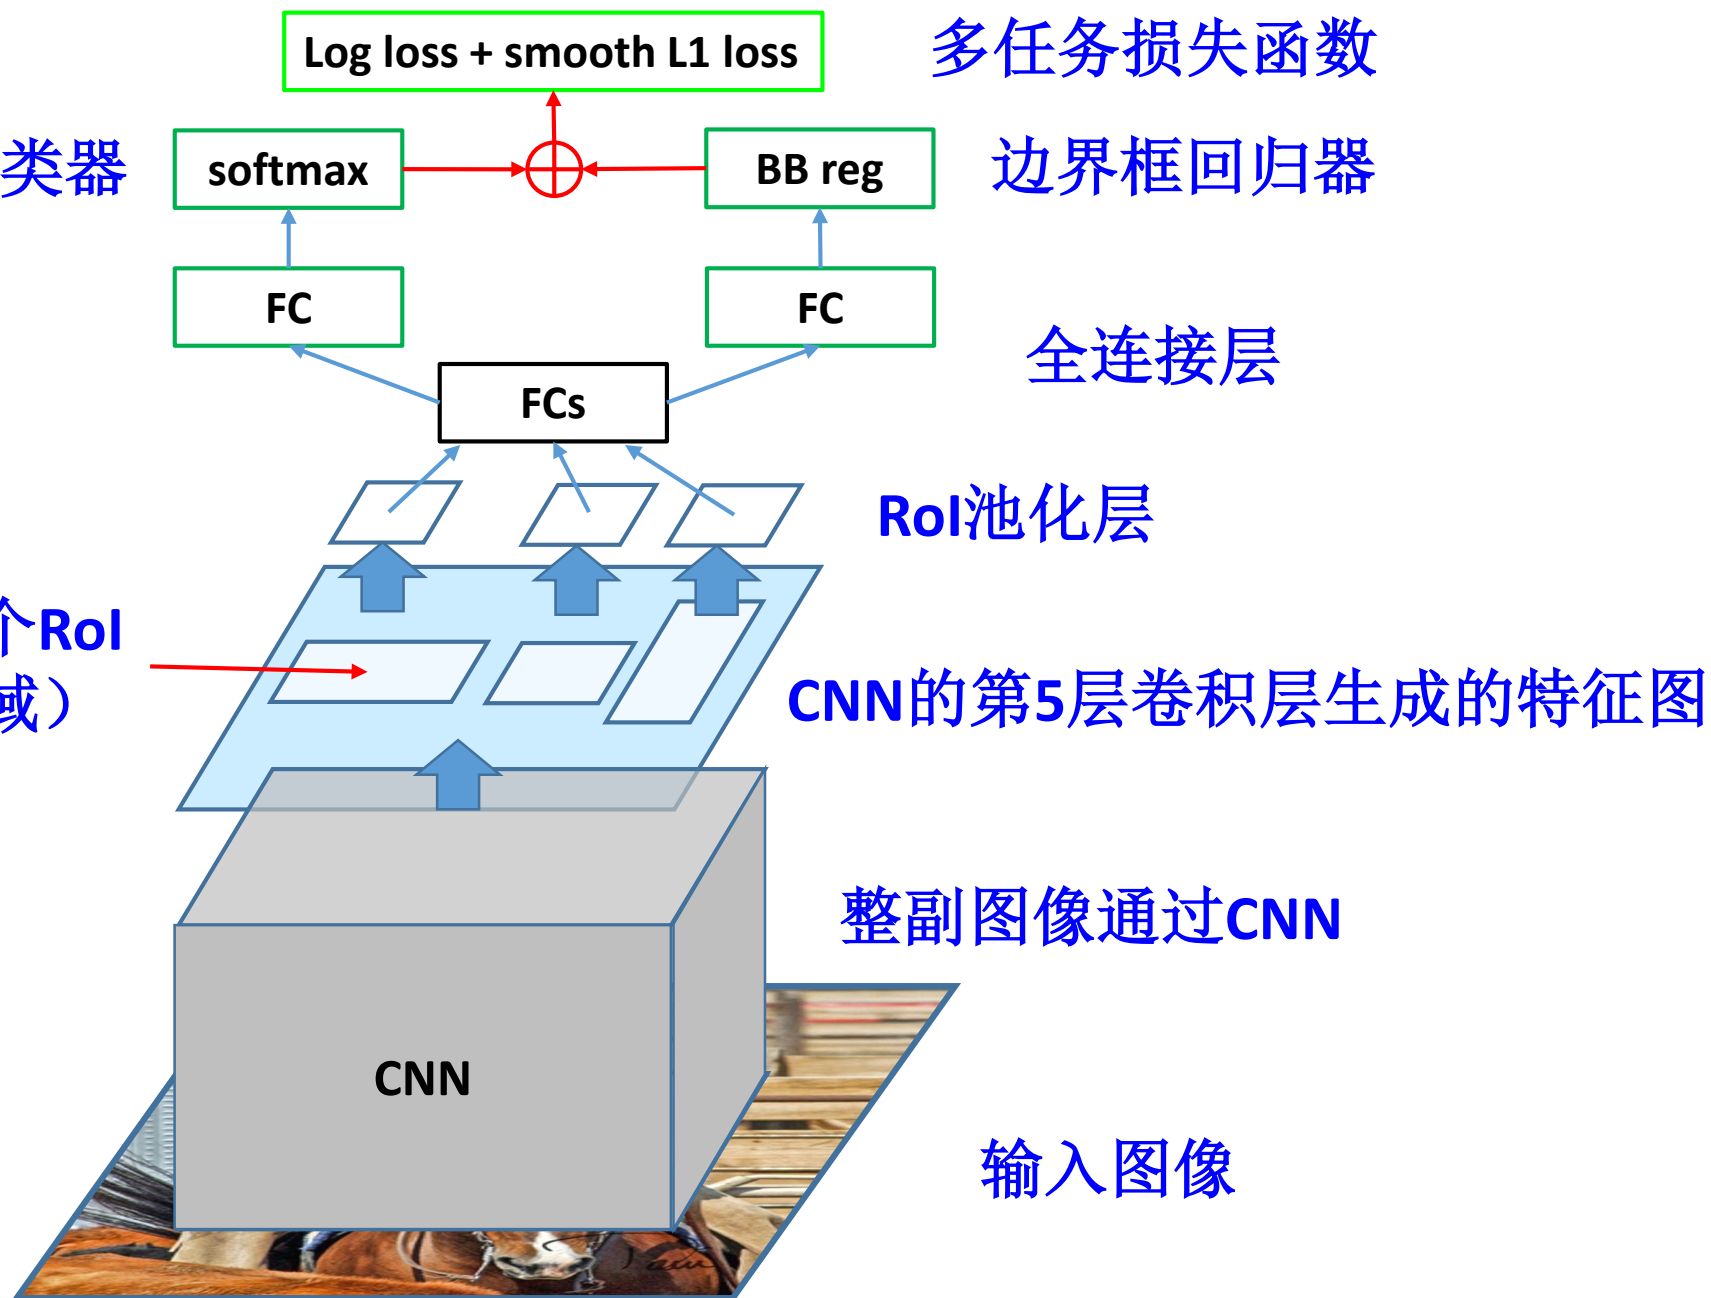 Log loss + smooth L1 loss
多任务损失函数
类器
softmax
BB reg
边界框回归器
FC
FC
全连接层
FCs
RoI池化层
个RoI
域）
CNN的第5层卷积层生成的特征图
整副图像通过CNN
CNN
输入图像